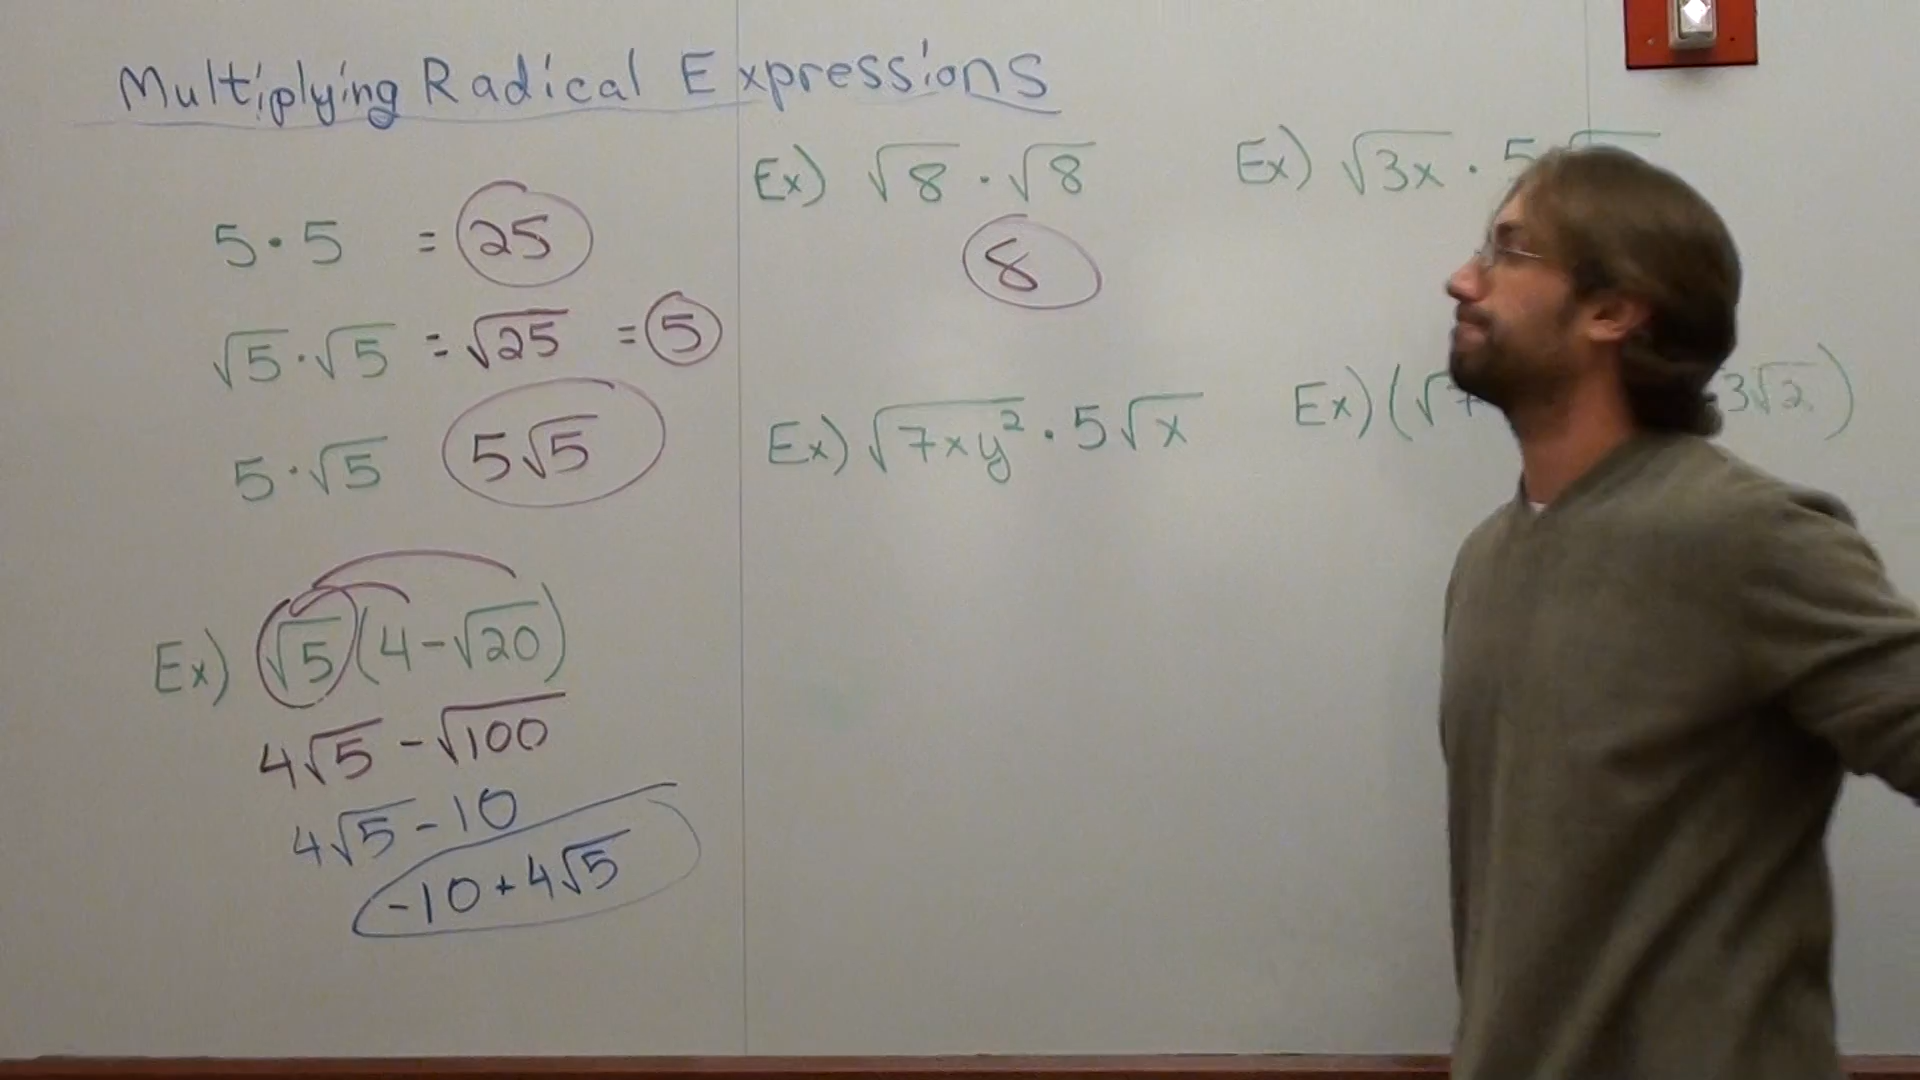 Multiplying Radical Expressions
5 · 5 = 25
√5 · √5 = √25 = 5
5 · √5 5√5
Ex) √5 (4 - √20)
4√5 - √100
4√5 - 10
-10 + 4√5
Ex) √8 · √8
8
Ex) √7xy² · 5√x
Ex) √3x · 5√
Ex) (√7 3√2)